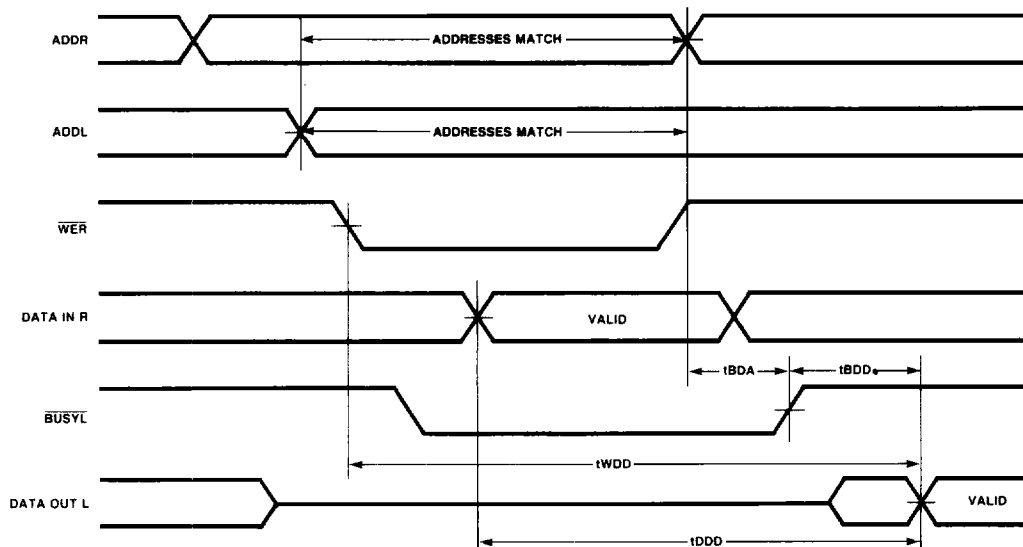 ADDR
ADDRESSES MATCH
ADDL
ADDRESSES MATCH
WER
DATA IN R
VALID
tBDA
tBDD
BUSYL
tWDD
DATA OUT L
VALID
tDDD